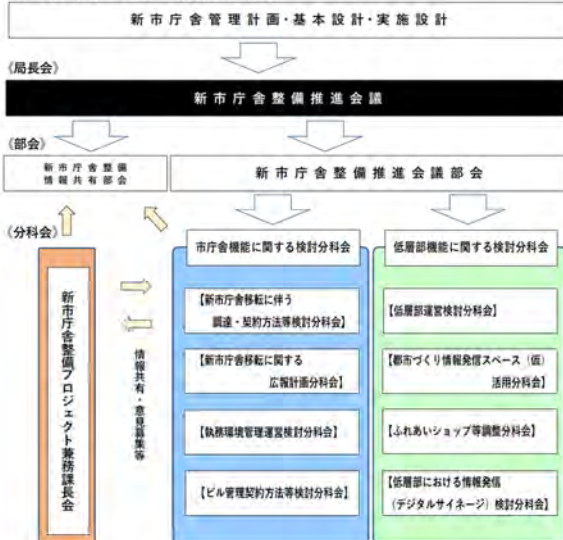 新市庁舎管理計画・基本設計・実施設計
《局長会》
新市庁舎整備推進会議
《部会》
新市庁舎整備
情報共有部会
新市庁舎整備推進会議部会
《分科会》
新市庁舎整備プロジェクト兼務課長会
情報共有・意見募集等
市庁舎機能に関する検討分科会
【新市庁舎移転に伴う
調達・契約方法等検討分科会】
【新市庁舎移転に関する
広報計画分科会】
【執務環境管理運営検討分科会】
【ビル管理契約方法等検討分科会】
低層部機能に関する検討分科会
【低層部運営検討分科会】
【都市づくり情報発信スペース（仮）
活用分科会】
【ふれあいショップ等調整分科会】
【低層部における情報発信
（デジタルサイネージ）検討分科会】